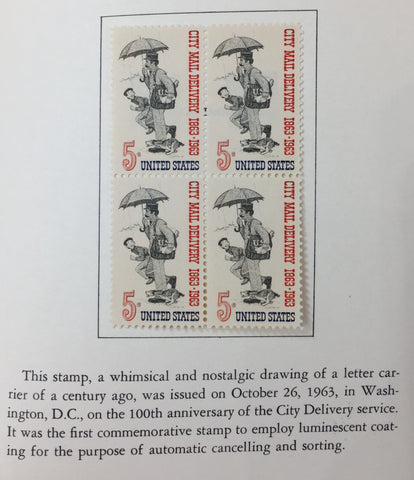 CITY MAIL DELIVERY 1863-1963
5¢
UNITED STATES
CITY MAIL DELIVERY 1863-1963
5¢
UNITED STATES
CITY MAIL DELIVERY 1863-1963
5¢
UNITED STATES
CITY MAIL DELIVERY 1863-1963
5¢
UNITED STATES
This stamp, a whimsical and nostalgic drawing of a letter car-
rier of a century ago, was issued on October 26, 1963, in Wash-
ington, D.C., on the 100th anniversary of the City Delivery service.
It was the first commemorative stamp to employ luminescent coat-
ing for the purpose of automatic cancelling and sorting.